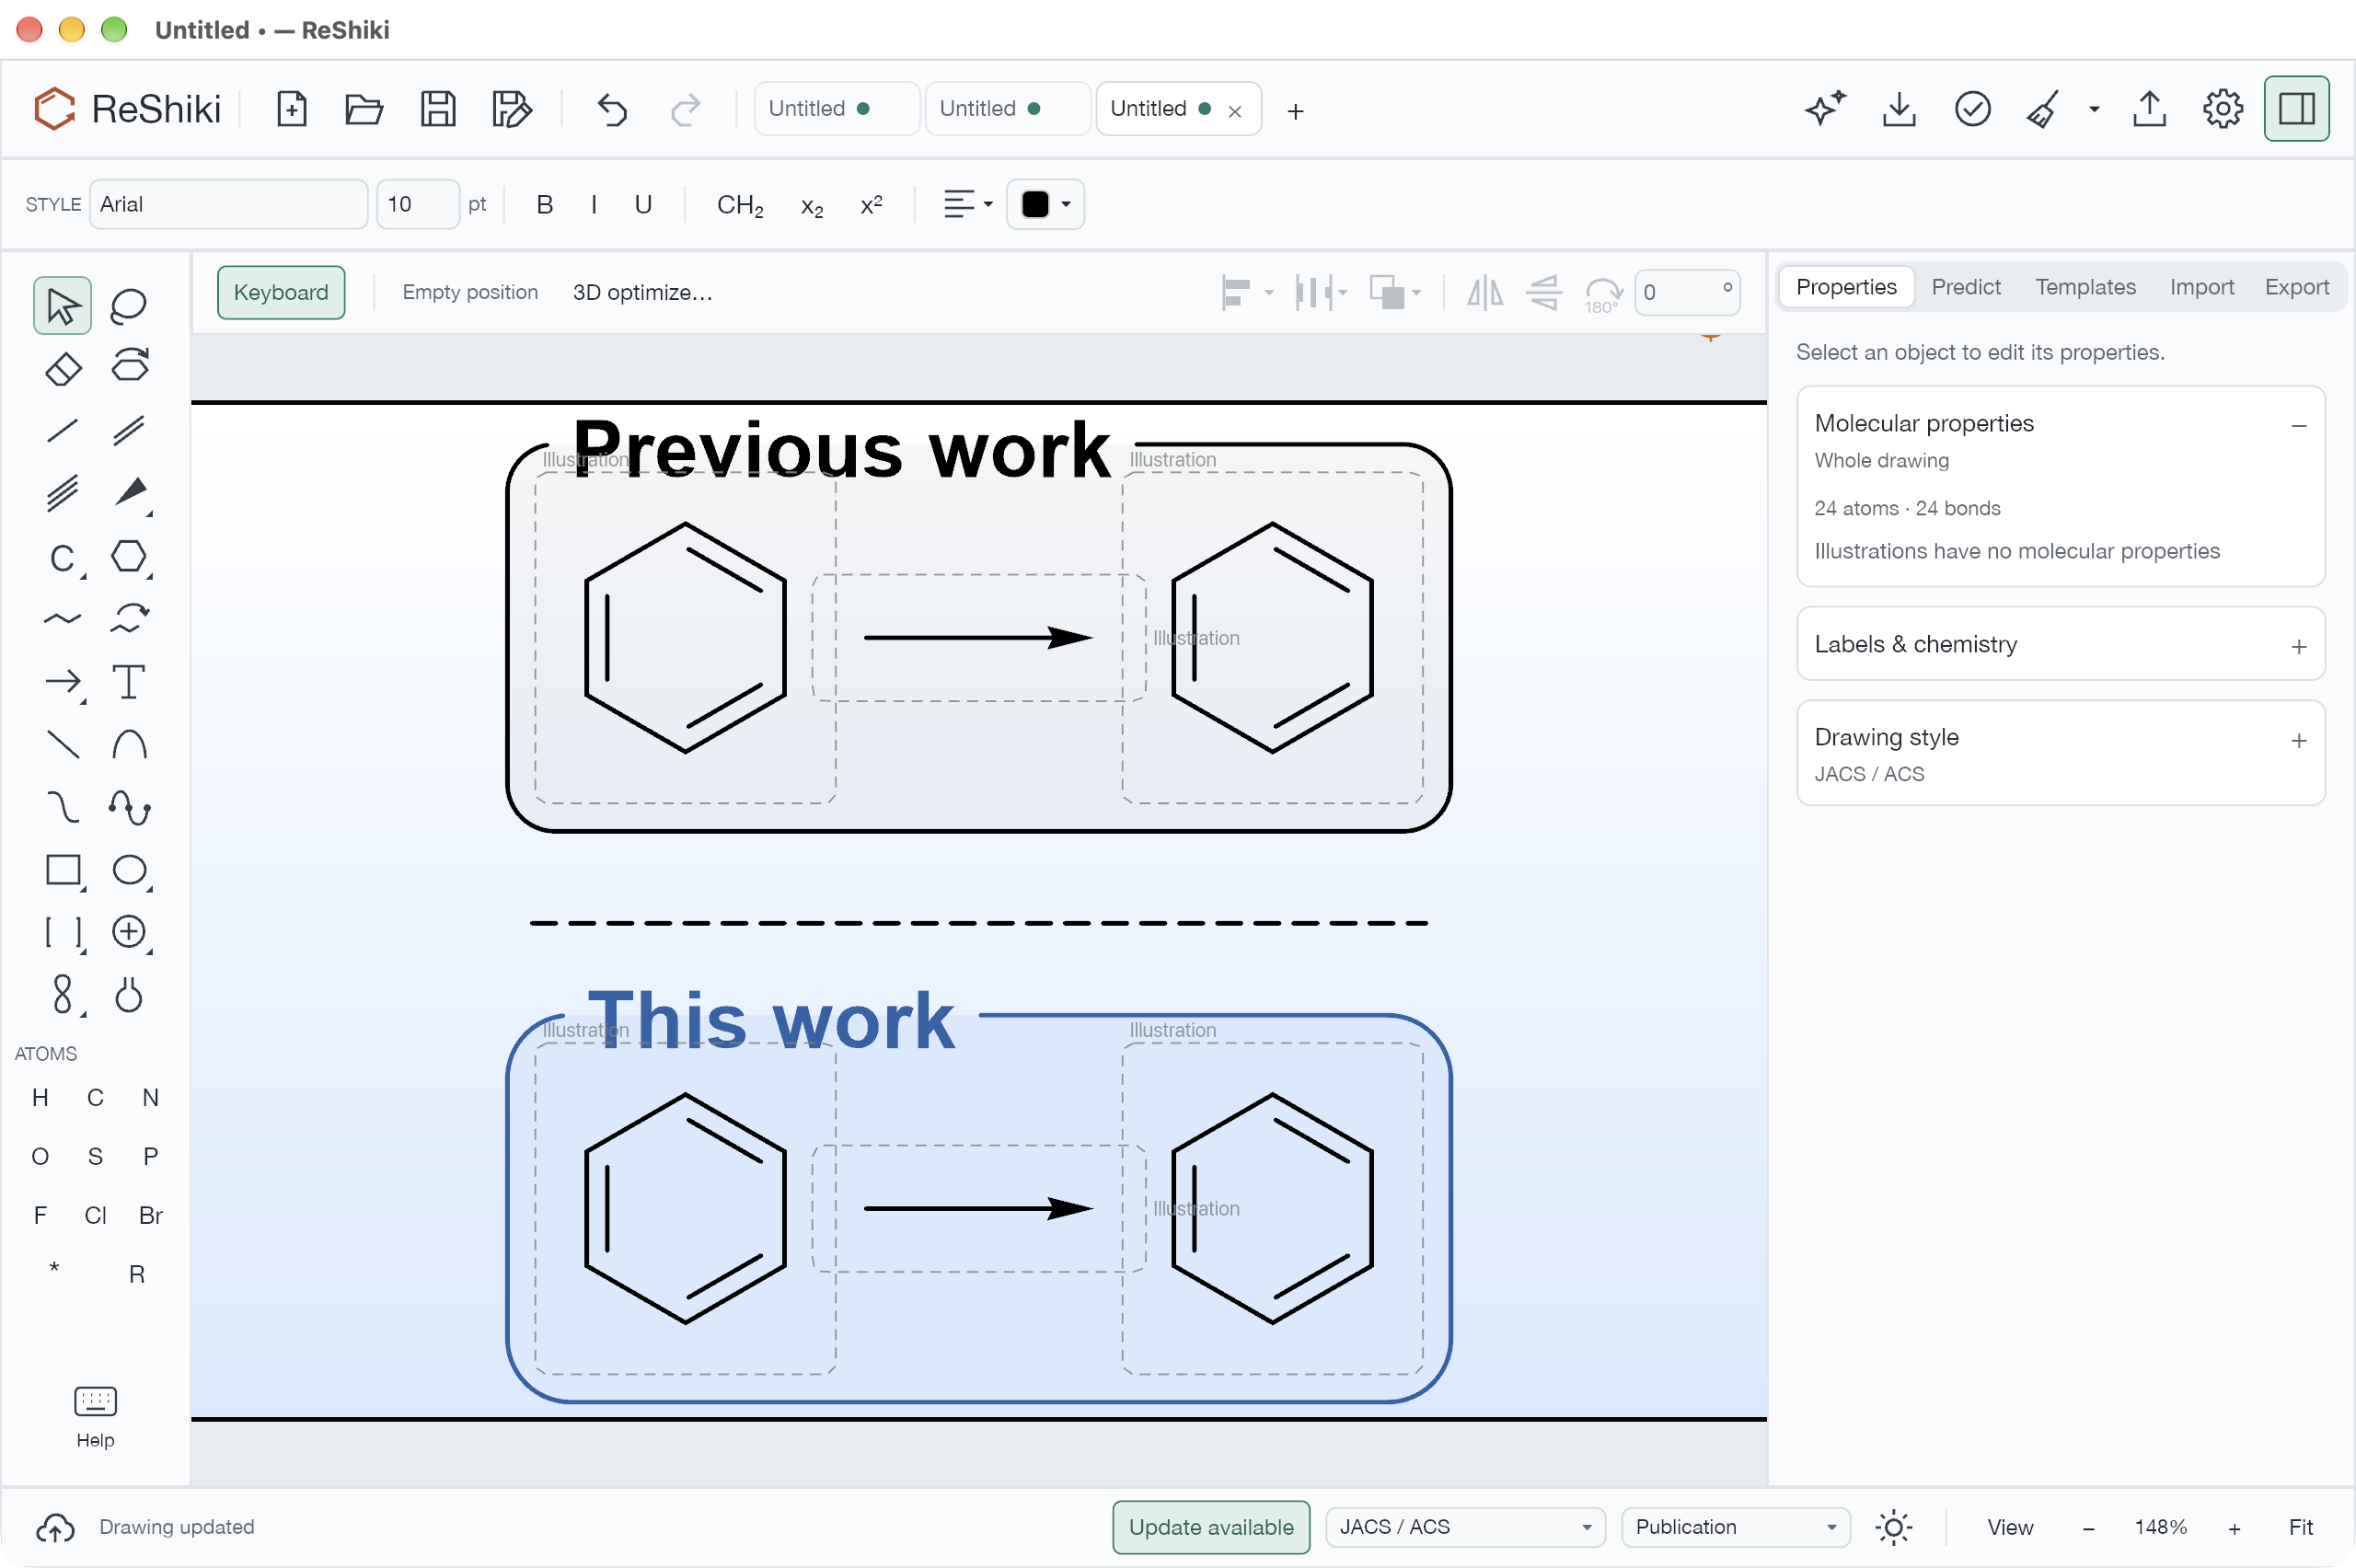 Untitled • — ReShiki
ReShiki
Untitled
Untitled
Untitled × +
STYLE Arial 10 pt B I U CH₂ x₂ x²
Keyboard Empty position 3D optimize...
180° 0 °
Properties Predict Templates Import Export
Select an object to edit its properties.
Molecular properties
Whole drawing
24 atoms · 24 bonds
Illustrations have no molecular properties
Labels & chemistry
Drawing style
JACS / ACS
C
T
ATOMS
H C N
O S P
F Cl Br
* R
Help
Previous work
Illustration
Illustration
Illustration
This work
Illustration
Illustration
Illustration
Drawing updated
Update available JACS / ACS Publication View − 148% + Fit